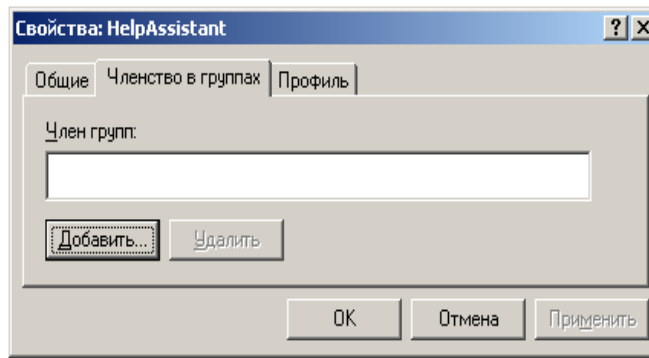 Свойства: HelpAssistant
Общие Членство в группах Профиль
Член групп:
Добавить... Удалить
OK Отмена Применить